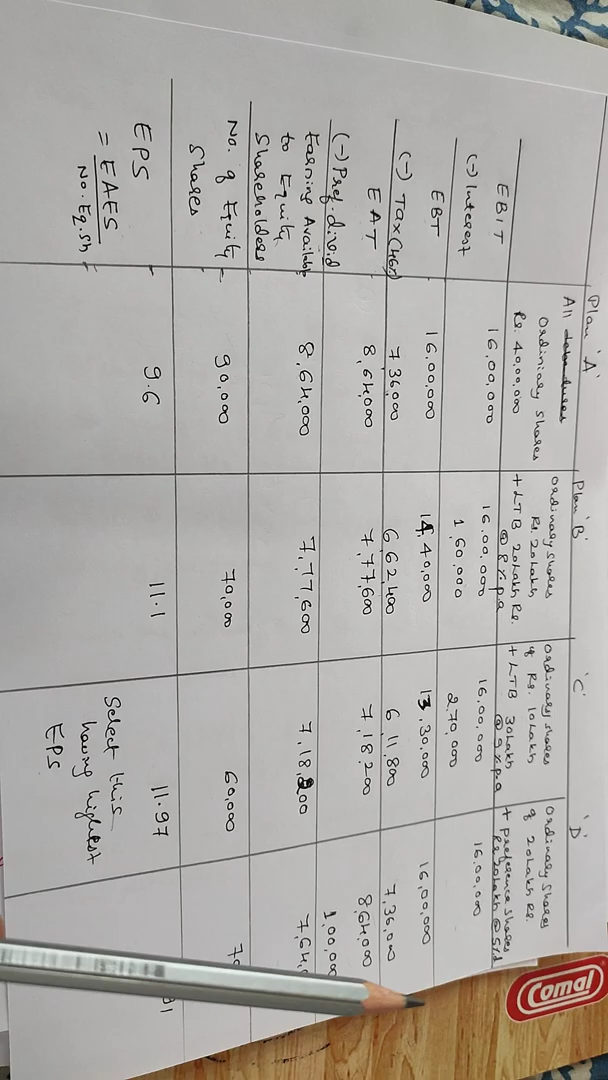 Plan 'A'
All
Ordiniary Shares
Rs. 40,00,000
Plan 'B'
Ordinary Shares
Rs. 20 Lakh
+ LTB 20 Lakh Rs.
@ 8% p.a
'C'
Ordinary Shares
of Rs. 10 Lakh
+ LTB 30 Lakh
@ 9% p.a
'D'
Ordinary Shares
of 20 Lakh Rs.
+ Preference Shares
Rs. 20 Lakh @ 5%
EBIT 16,00,000 16,00,000 16,00,000 16,00,000
(-) Interest 1,60,000 2,70,000
EBT 16,00,000 14,40,000 13,30,000 16,00,000
(-) Tax (46%) 7,36,000 6,62,400 6,11,800 7,36,000
EAT 8,64,000 7,77,600 7,18,200 8,64,000
(-) Pref. divid 1,00,00
Earning Available
to Equity
Shareholders
8,64,000 7,77,600 7,18,200 7,64,
No. of Equity
Shares
90,000 70,000 60,000 70
EPS
= EAES
No. Eq. Sh
9.6 11.1 11.97 91
Select this
having highest
EPS
Comal